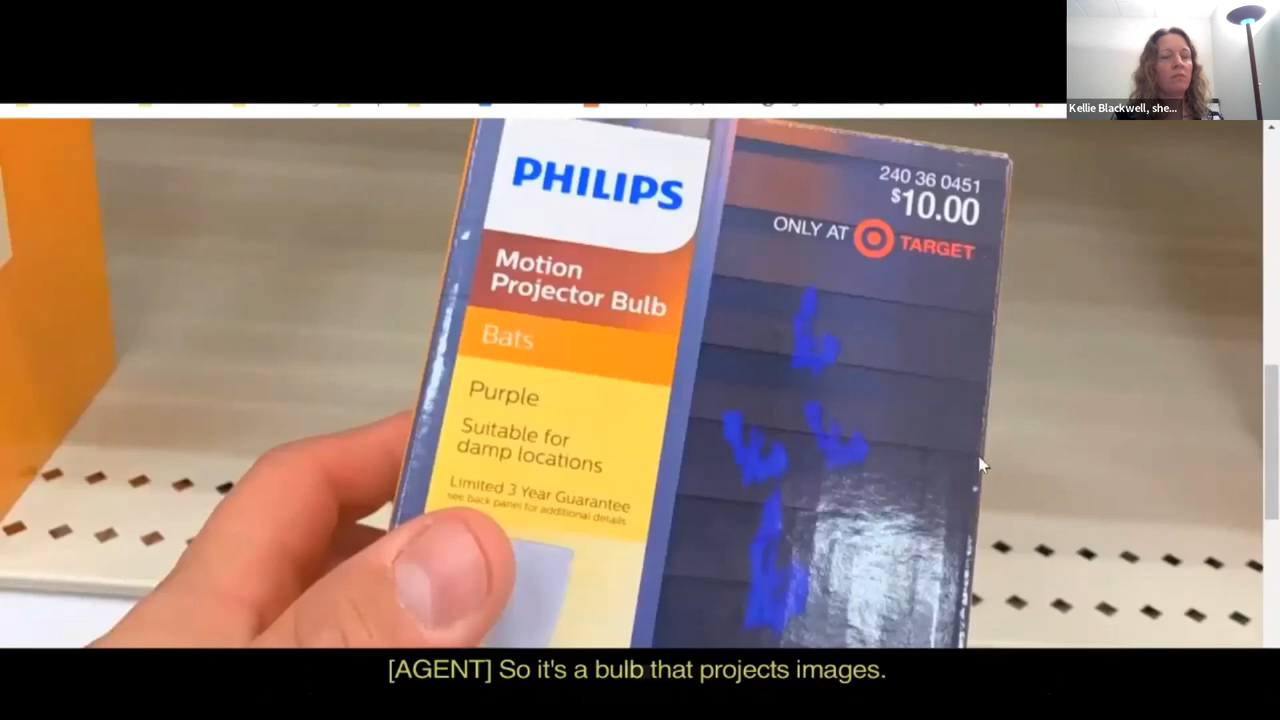 Kellie Blackwell, she...
PHILIPS
Motion
Projector Bulb
Bats
Purple
Suitable for
damp locations
Limited 3 Year Guarantee
see back panel for additional details
240 36 0451
$10.00
ONLY AT TARGET
[AGENT] So it's a bulb that projects images.